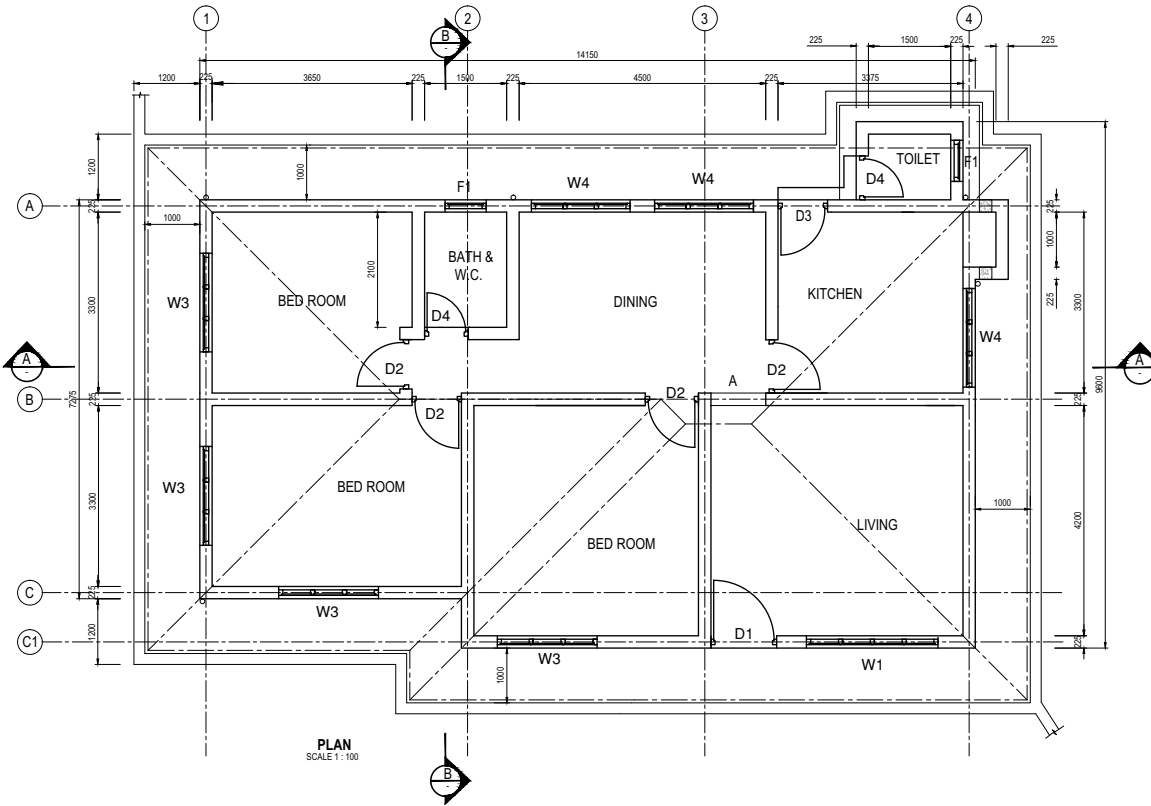 1
2
3
4
B
-
14150
225
1500
225
225
1200
225
3650
225
1500
225
4500
225
3375
1200
1000
TOILET
F1
D4
F1
W4
W4
A
225
D3
225
1000
1000
2100
BATH &
W.C.
BED ROOM
DINING
KITCHEN
W3
3300
3300
225
D4
W4
A
-
D2
D2
A
-
7275
9600
D2
A
B
225
D2
225
W3
BED ROOM
3300
BED ROOM
LIVING
1000
4200
C
225
W3
1200
C1
D1
225
W3
W1
1000
PLAN
SCALE 1 : 100
B
-